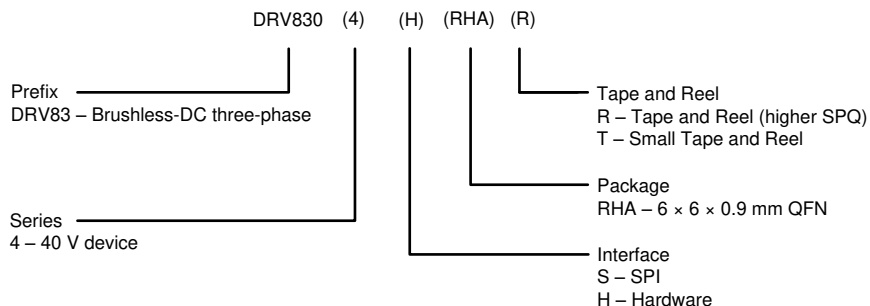 DRV830 (4) (H) (RHA) (R)
Prefix
DRV83 – Brushless-DC three-phase
Series
4 – 40 V device
Tape and Reel
R – Tape and Reel (higher SPQ)
T – Small Tape and Reel
Package
RHA – 6 × 6 × 0.9 mm QFN
Interface
S – SPI
H – Hardware